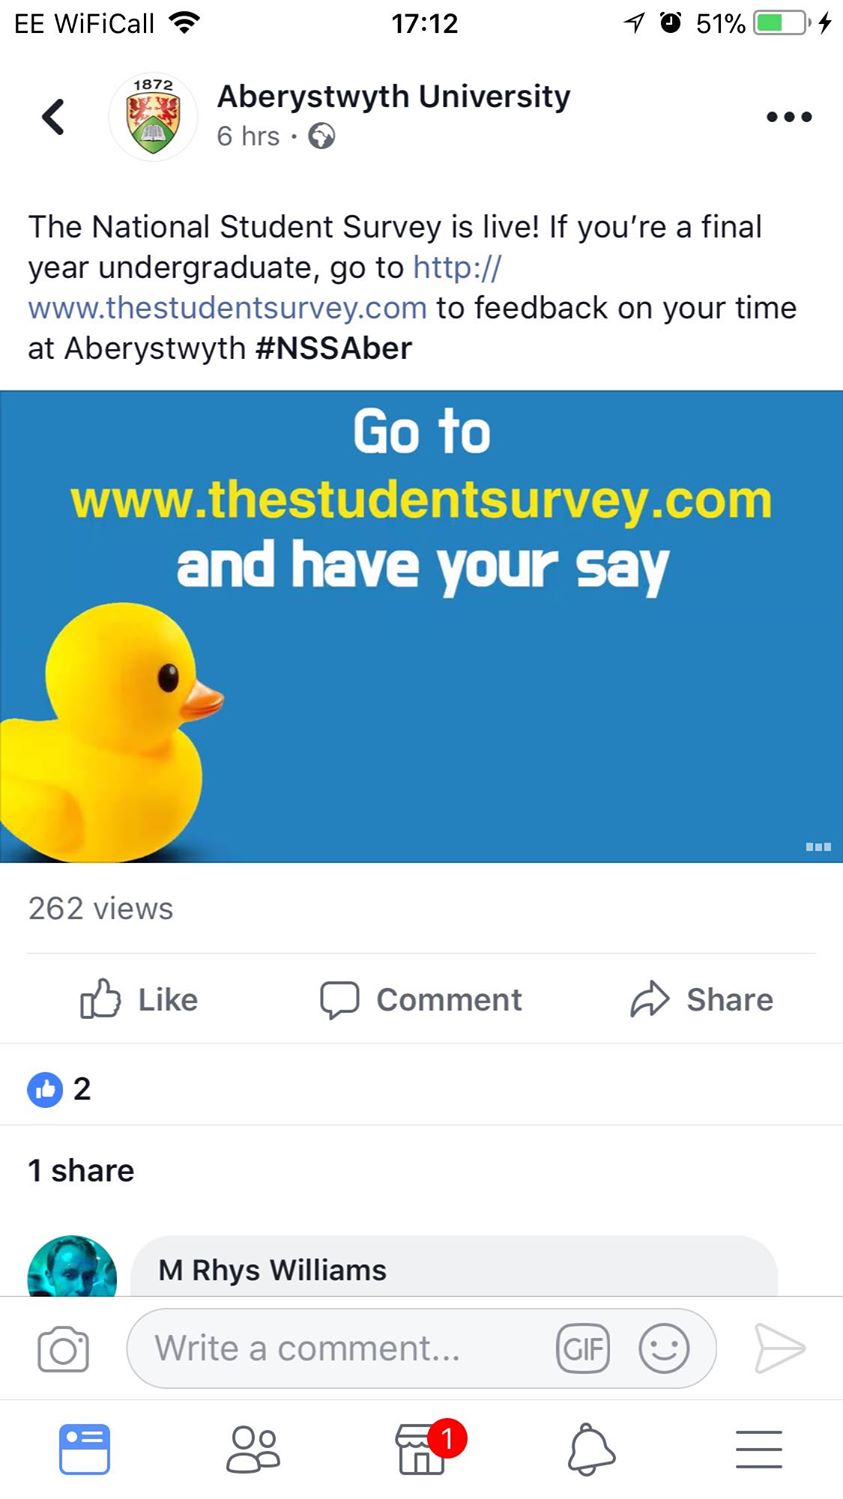 EE WiFiCall 17:12 51%
1872
Aberystwyth University
6 hrs ·
The National Student Survey is live! If you’re a final
year undergraduate, go to http://
www.thestudentsurvey.com to feedback on your time
at Aberystwyth #NSSAber
Go to
www.thestudentsurvey.com
and have your say
262 views
Like Comment Share
2
1 share
M Rhys Williams
Write a comment... GIF
1